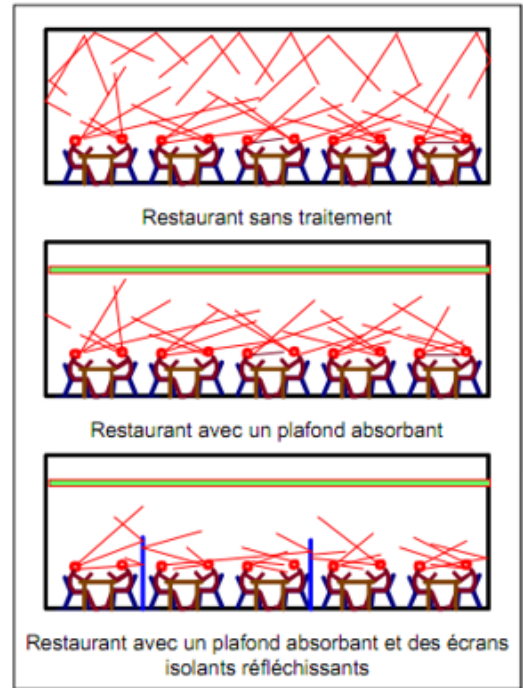 Restaurant sans traitement
Restaurant avec un plafond absorbant
Restaurant avec un plafond absorbant et des écrans
isolants réfléchissants